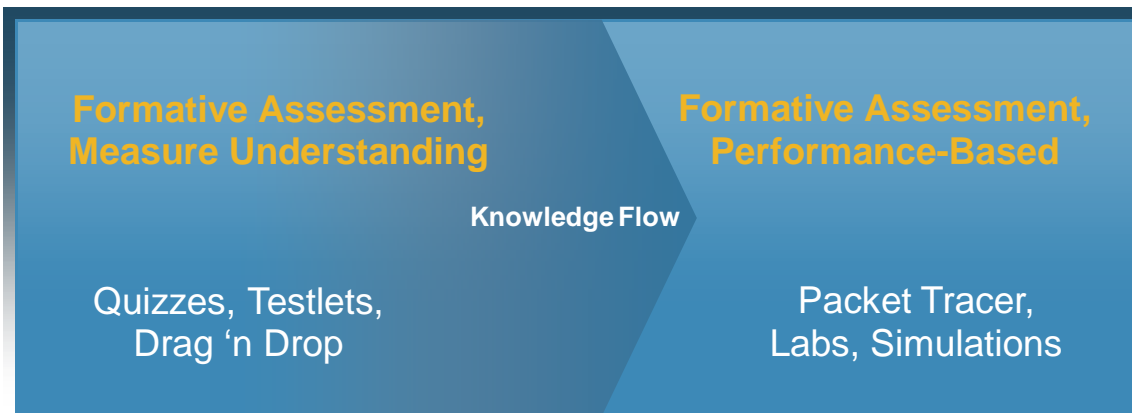 Formative Assessment,
Measure Understanding
Formative Assessment,
Performance-Based
Knowledge Flow
Quizzes, Testlets,
Drag ‘n Drop
Packet Tracer,
Labs, Simulations